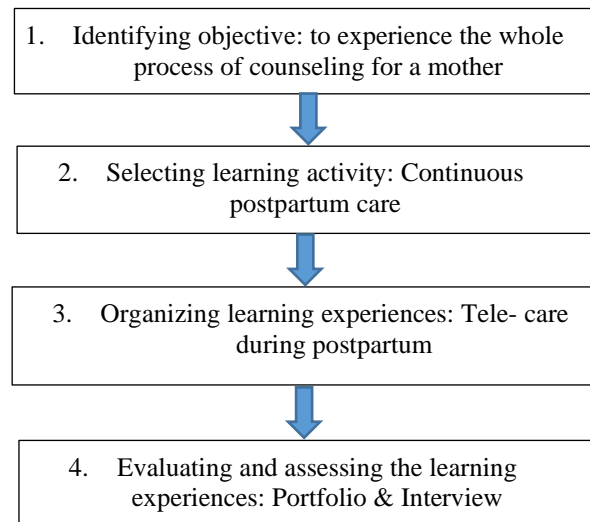 1. Identifying objective: to experience the whole
process of counseling for a mother
2. Selecting learning activity: Continuous
postpartum care
3. Organizing learning experiences: Tele- care
during postpartum
4. Evaluating and assessing the learning
experiences: Portfolio & Interview